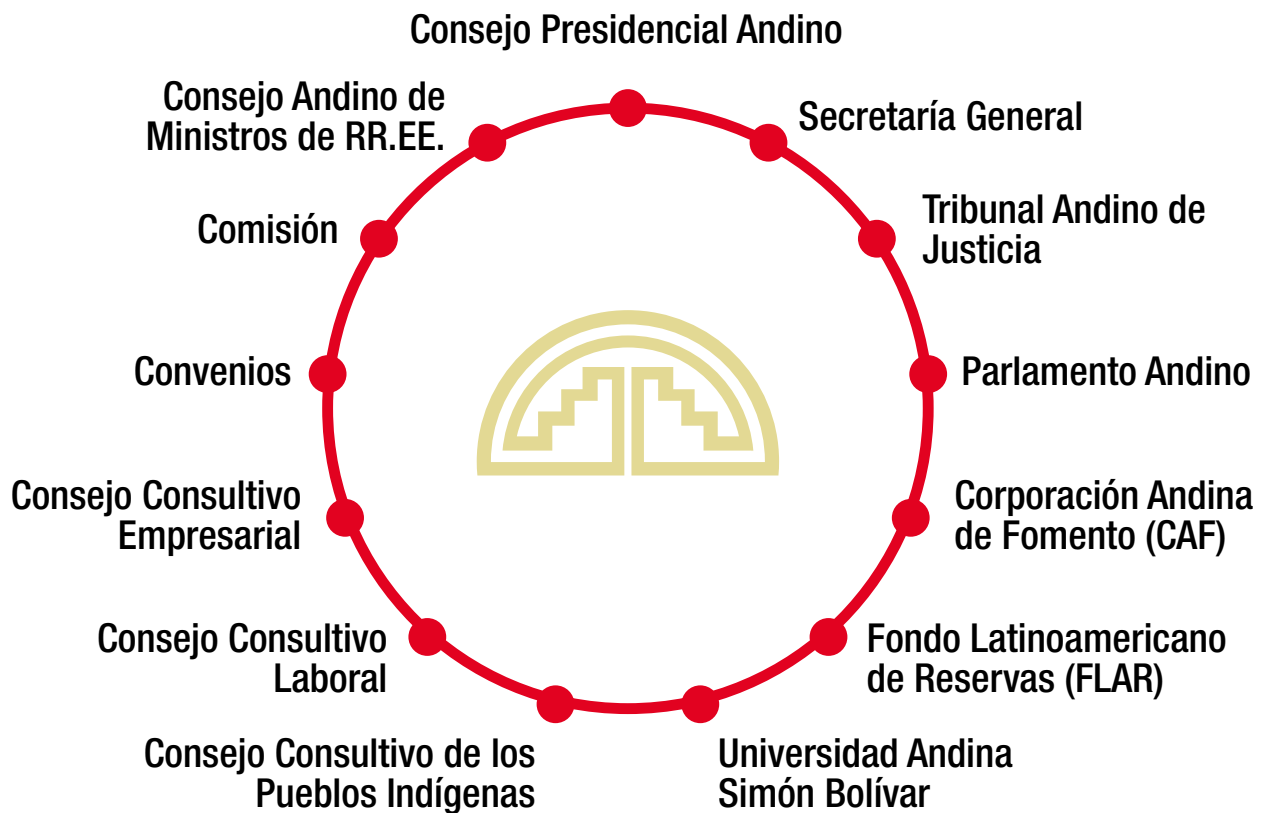 Consejo Presidencial Andino
Secretaría General
Tribunal Andino de
Justicia
Parlamento Andino
Corporación Andina
de Fomento (CAF)
Fondo Latinoamericano
de Reservas (FLAR)
Universidad Andina
Simón Bolívar
Consejo Consultivo de los
Pueblos Indígenas
Consejo Consultivo
Laboral
Consejo Consultivo
Empresarial
Convenios
Comisión
Consejo Andino de
Ministros de RR.EE.